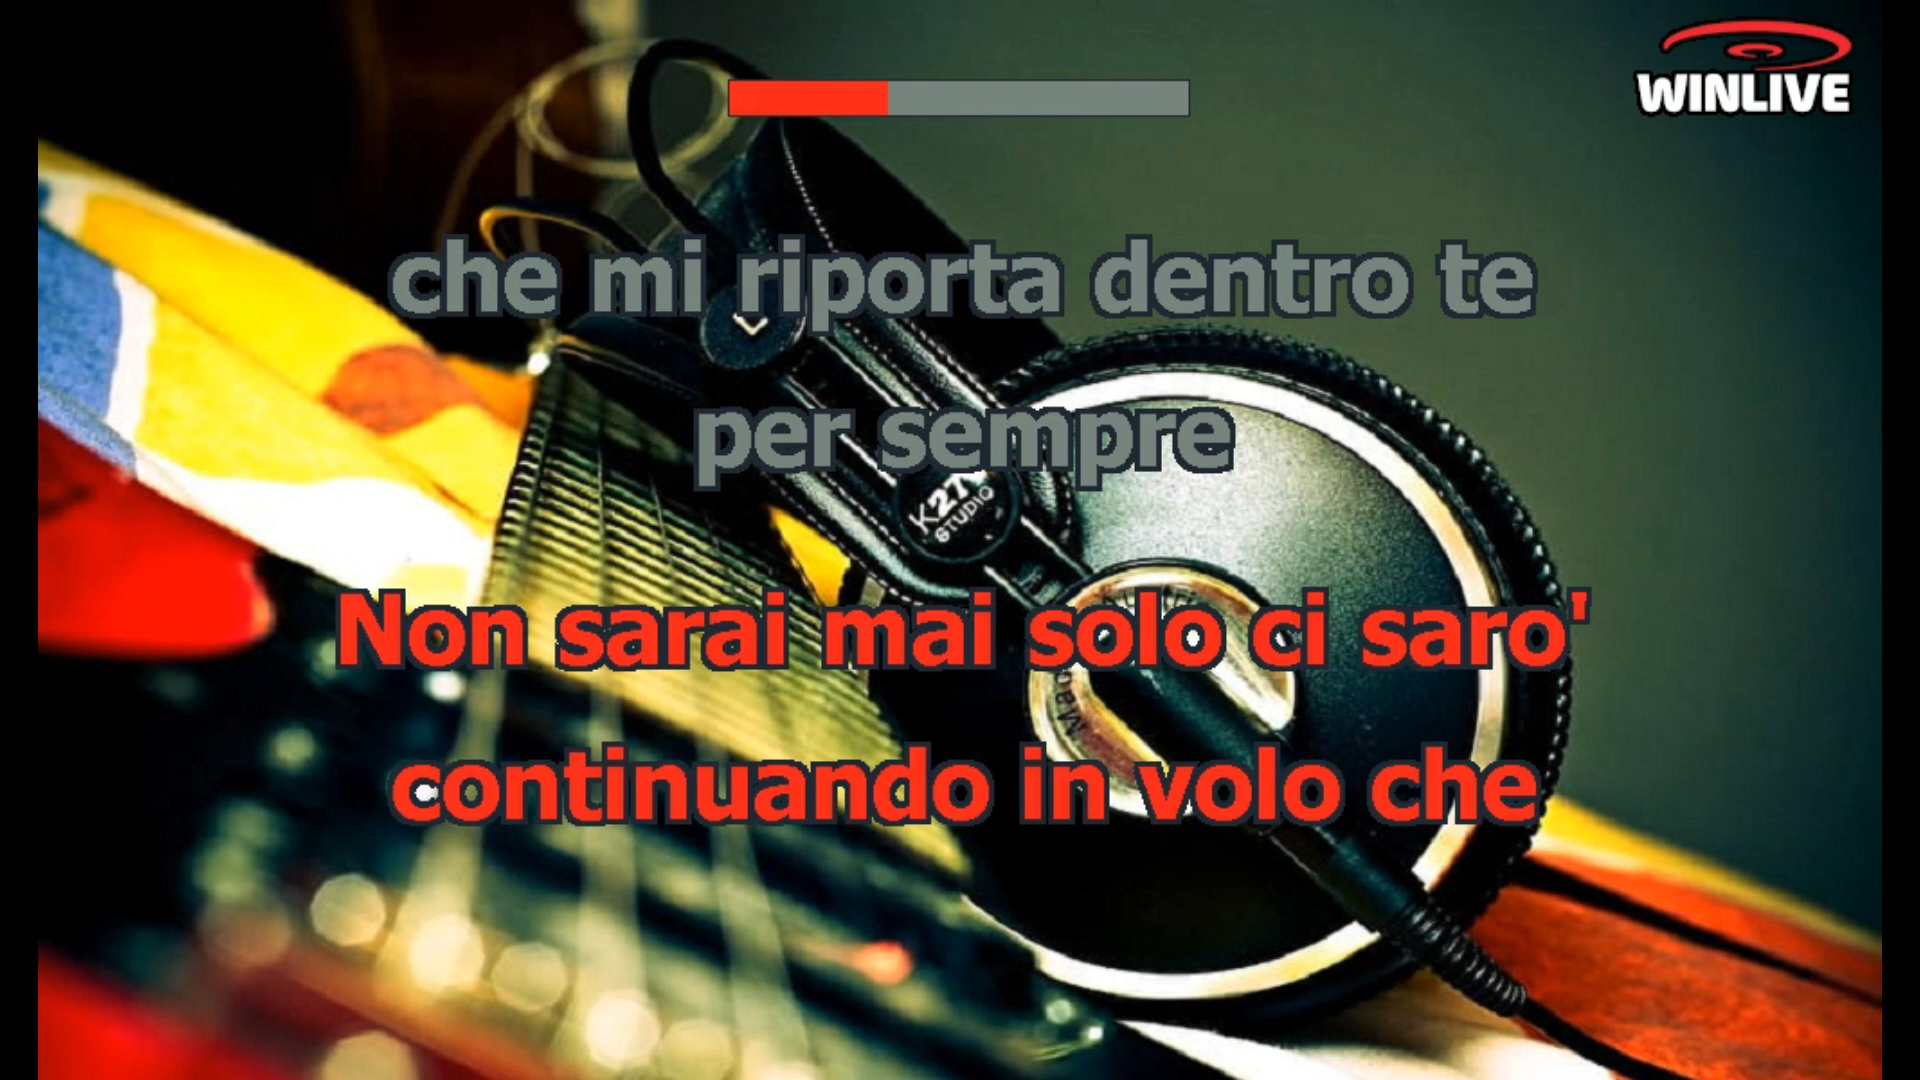 WINLIVE
che mi riporta dentro te
per sempre
K27
STUDIO
Non sarai mai solo ci saro'
continuando in volo che